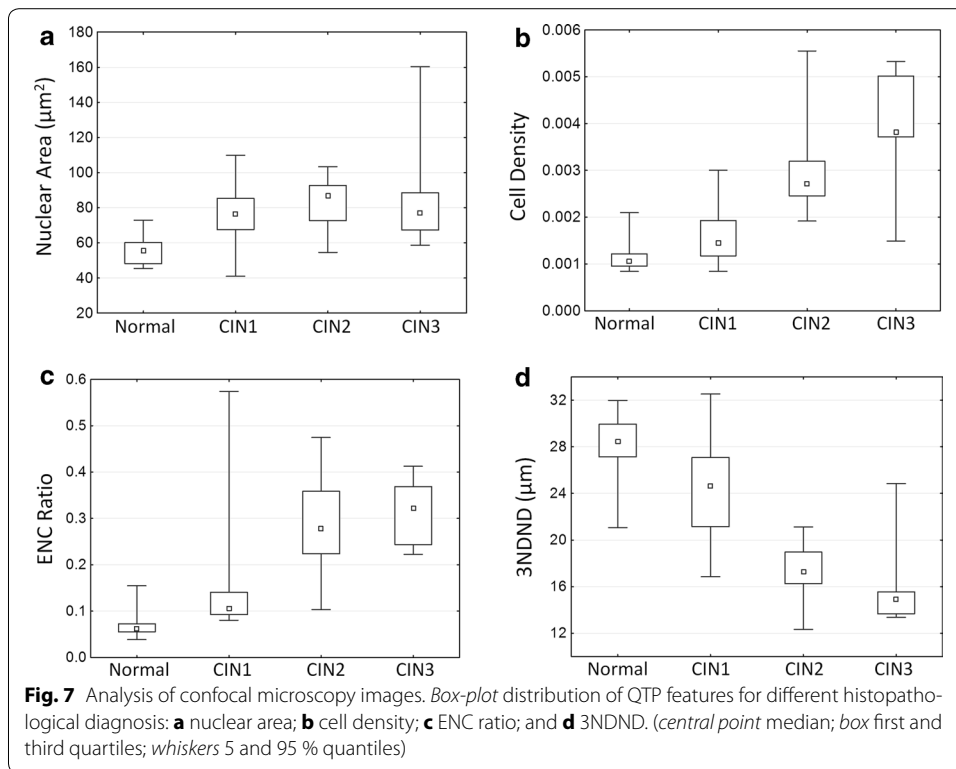 a
Nuclear Area (µm²)
180
160
140
120
100
80
60
40
20
Normal CIN1 CIN2 CIN3
b
Cell Density
0.006
0.005
0.004
0.003
0.002
0.001
0.000
Normal CIN1 CIN2 CIN3
c
ENC Ratio
0.6
0.5
0.4
0.3
0.2
0.1
0.0
Normal CIN1 CIN2 CIN3
d
3NDND (µm)
32
28
24
20
16
12
Normal CIN1 CIN2 CIN3
Fig. 7 Analysis of confocal microscopy images. Box-plot distribution of QTP features for different histopatho-
logical diagnosis: a nuclear area; b cell density; c ENC ratio; and d 3NDND. (central point median; box first and
third quartiles; whiskers 5 and 95 % quantiles)